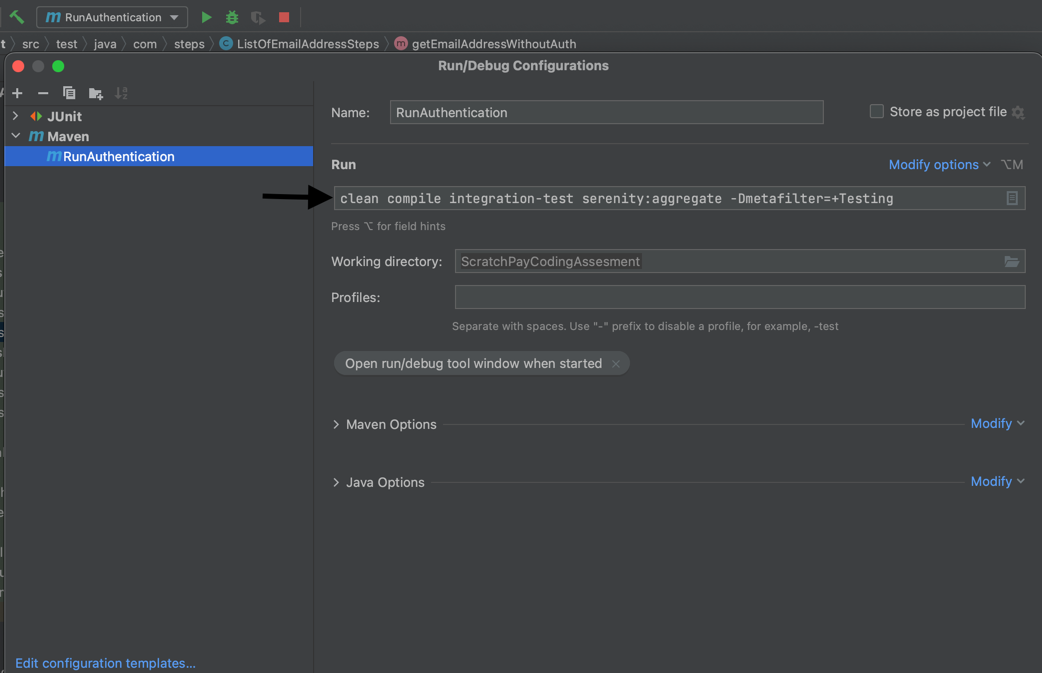 RunAuthentication
src test java com steps ListOfEmailAddressSteps getEmailAddressWithoutAuth
Run/Debug Configurations
JUnit
Maven
RunAuthentication
Name: RunAuthentication Store as project file
Run Modify options ⌥M
clean compile integration-test serenity:aggregate -Dmetafilter=+Testing
Press ⌥ for field hints
Working directory: ScratchPayCodingAssesment
Profiles:
Separate with spaces. Use "-" prefix to disable a profile, for example, -test
Open run/debug tool window when started
Maven Options Modify
Java Options Modify
Edit configuration templates...